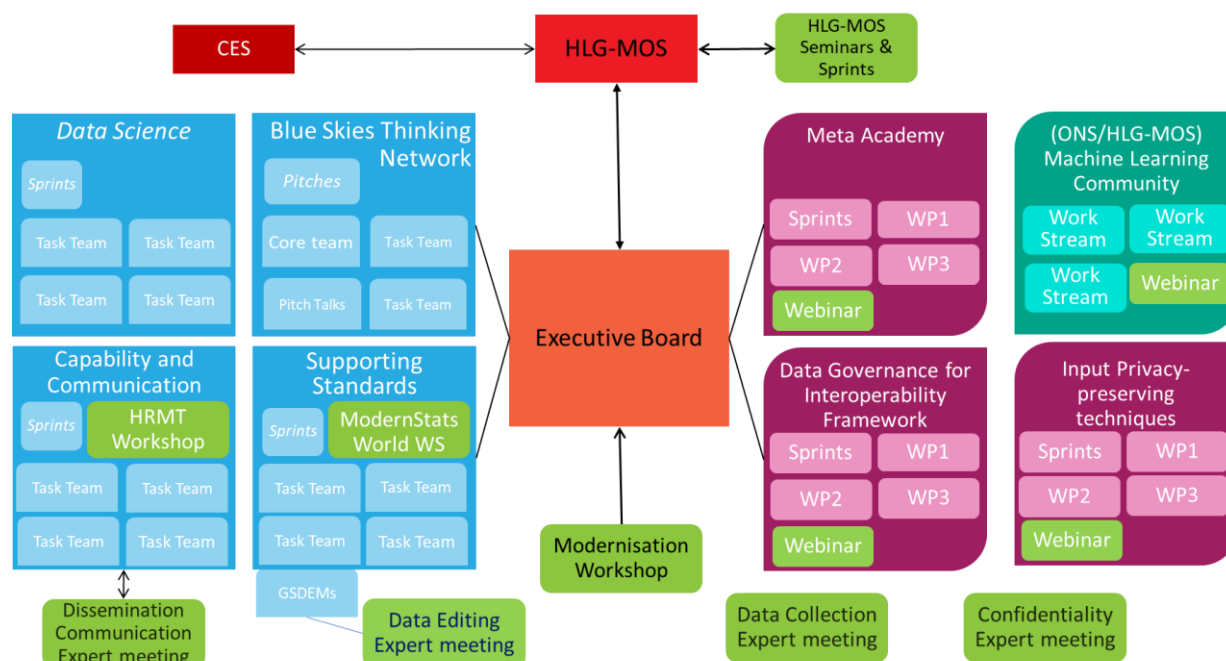 CES
HLG-MOS
HLG-MOS
Seminars &
Sprints
Data Science
Sprints
Task Team
Task Team
Task Team
Task Team
Blue Skies Thinking
Network
Pitches
Core team
Task Team
Pitch Talks
Task Team
Executive Board
Meta Academy
Sprints
WP1
WP2
WP3
Webinar
(ONS/HLG-MOS)
Machine Learning
Community
Work
Stream
Work
Stream
Work
Stream
Webinar
Capability and
Communication
Sprints
HRMT
Workshop
Task Team
Task Team
Task Team
Task Team
Supporting
Standards
Sprints
ModernStats
World WS
Task Team
Task Team
Task Team
Task Team
GSDEMs
Data Governance for
Interoperability
Framework
Sprints
WP1
WP2
WP3
Webinar
Input Privacy-
preserving
techniques
Sprints
WP1
WP2
WP3
Webinar
Modernisation
Workshop
Dissemination
Communication
Expert meeting
Data Editing
Expert meeting
Data Collection
Expert meeting
Confidentiality
Expert meeting